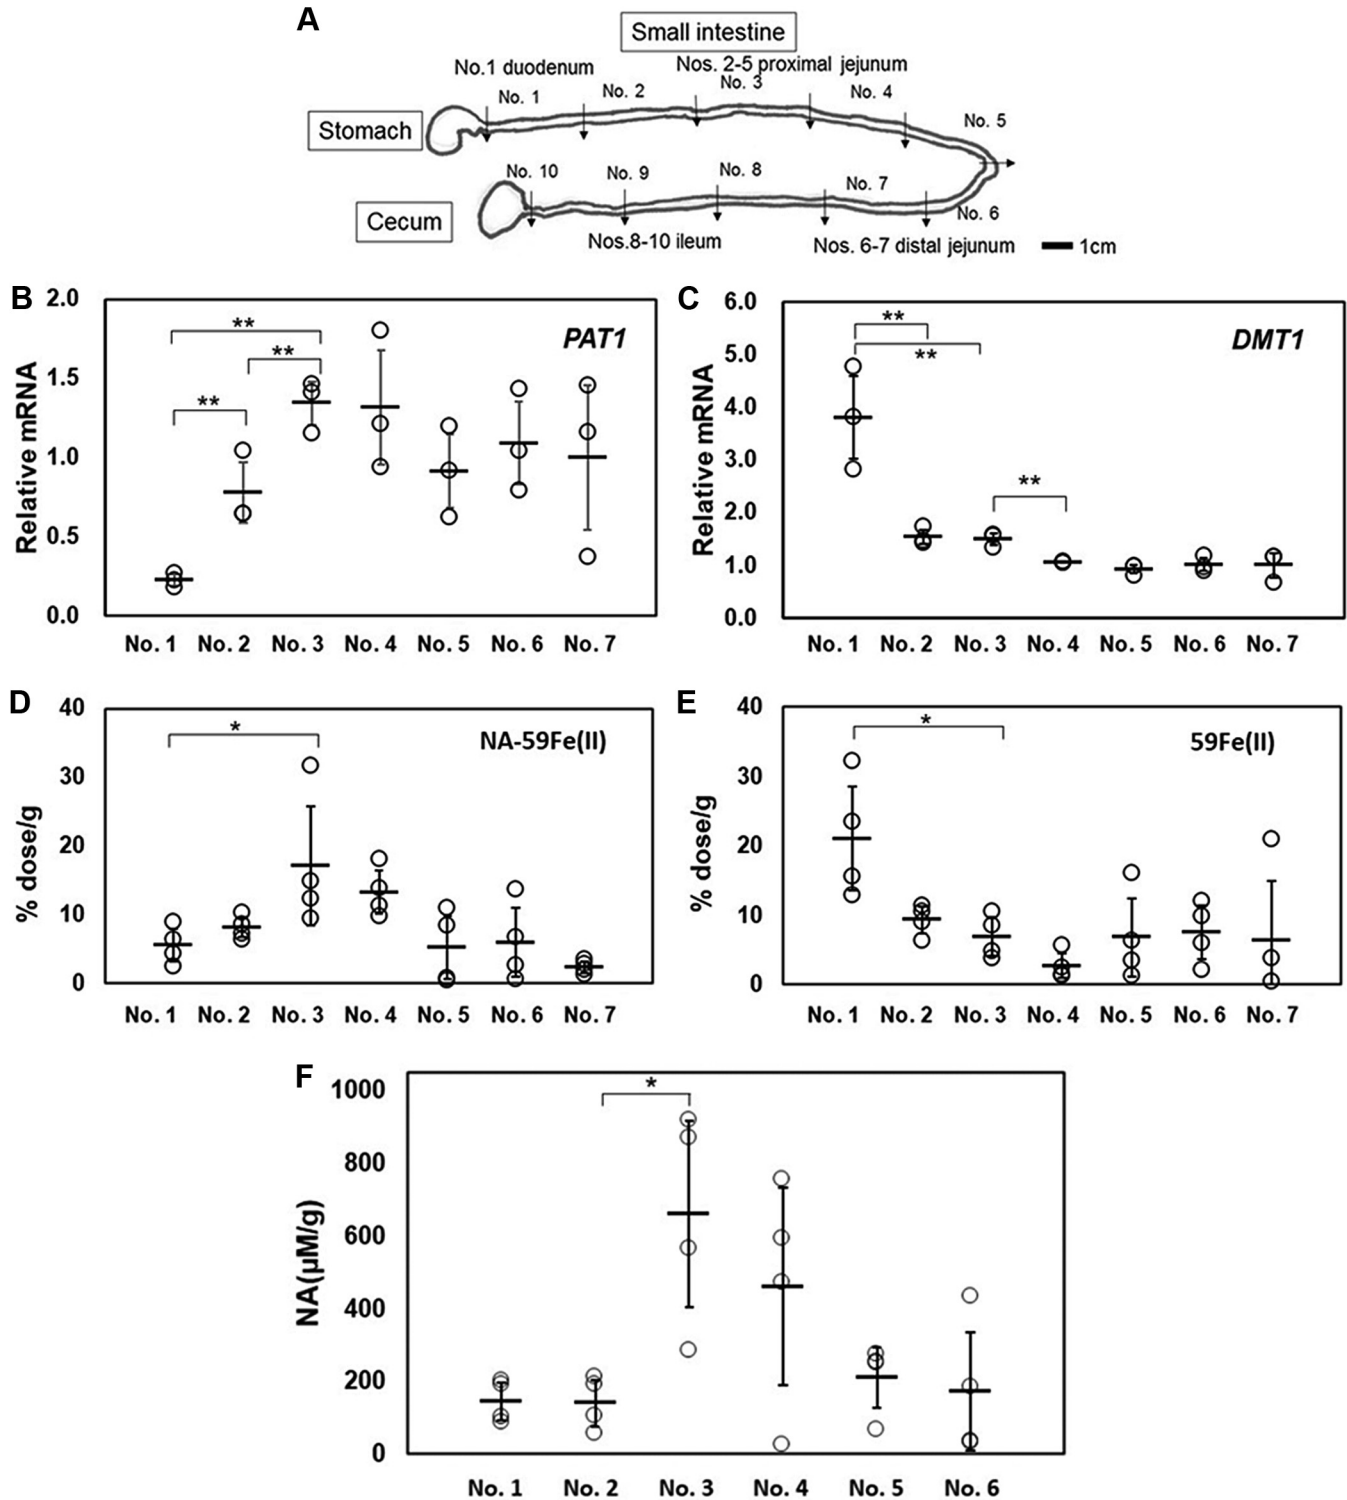 A
Small intestine
No.1 duodenum
Nos. 2-5 proximal jejunum
No. 1
No. 2
No. 3
No. 4
No. 5
Stomach
No. 10
No. 9
No. 8
No. 7
No. 6
Cecum
Nos.8-10 ileum
Nos. 6-7 distal jejunum
1cm
B
PAT1
Relative mRNA
2.0
1.5
1.0
0.5
0.0
**
**
**
No. 1 No. 2 No. 3 No. 4 No. 5 No. 6 No. 7
C
DMT1
Relative mRNA
6.0
5.0
4.0
3.0
2.0
1.0
0.0
**
**
**
No. 1 No. 2 No. 3 No. 4 No. 5 No. 6 No. 7
D
NA-59Fe(II)
% dose/g
40
30
20
10
0
*
No. 1 No. 2 No. 3 No. 4 No. 5 No. 6 No. 7
E
59Fe(II)
% dose/g
40
30
20
10
0
*
No. 1 No. 2 No. 3 No. 4 No. 5 No. 6 No. 7
F
NA(μM/g)
1000
800
600
400
200
0
*
No. 1 No. 2 No. 3 No. 4 No. 5 No. 6